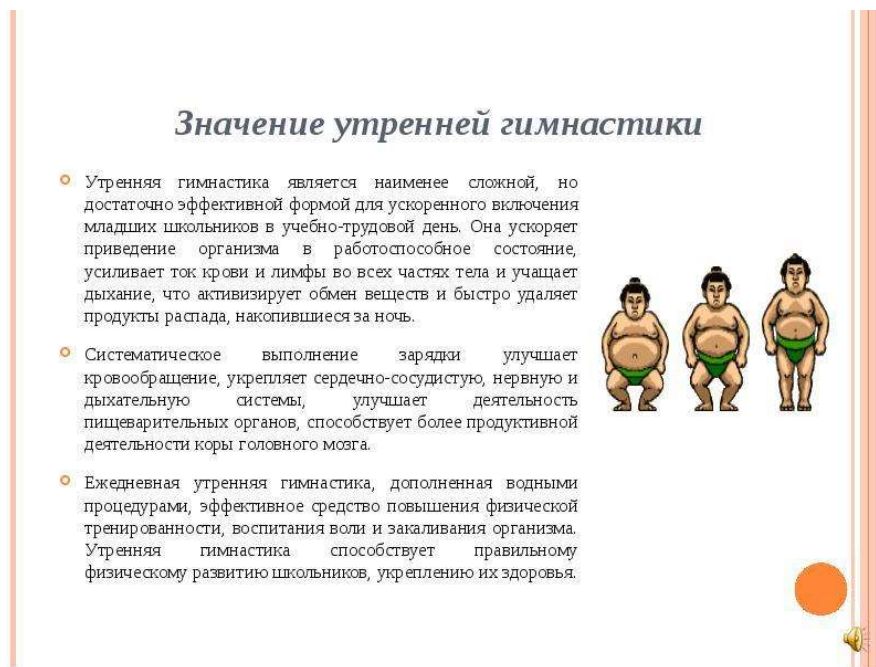 Значение утренней гимнастики
Утренняя гимнастика является наименее сложной, но
достаточно эффективной формой для ускоренного включения
младших школьников в учебно-трудовой день. Она ускоряет
приведение организма в работоспособное состояние,
усиливает ток крови и лимфы во всех частях тела и учащает
дыхание, что активизирует обмен веществ и быстро удаляет
продукты распада, накопившиеся за ночь.
Систематическое выполнение зарядки улучшает
кровообращение, укрепляет сердечно-сосудистую, нервную и
дыхательную системы, улучшает деятельность
пищеварительных органов, способствует более продуктивной
деятельности коры головного мозга.
Ежедневная утренняя гимнастика, дополненная водными
процедурами, эффективное средство повышения физической
тренированности, воспитания воли и закаливания организма.
Утренняя гимнастика способствует правильному
физическому развитию школьников, укреплению их здоровья.